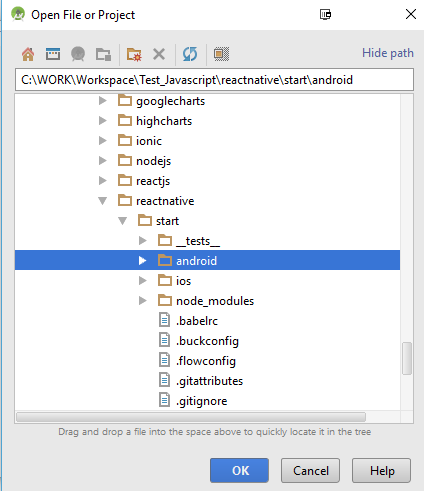 Open File or Project
Hide path
C:\WORK\Workspace\Test_Javascript\reactnative\start\android
googlecharts
highcharts
ionic
nodejs
reactjs
reactnative
start
__tests__
android
ios
node_modules
.babelrc
.buckconfig
.flowconfig
.gitattributes
.gitignore
Drag and drop a file into the space above to quickly locate it in the tree
OK Cancel Help